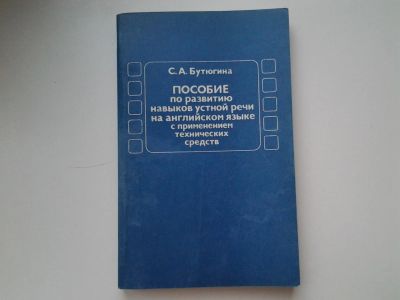 С. А. Бутюгина
ПОСОБИЕ
по развитию
навыков устной речи
на английском языке
с применением
технических
средств